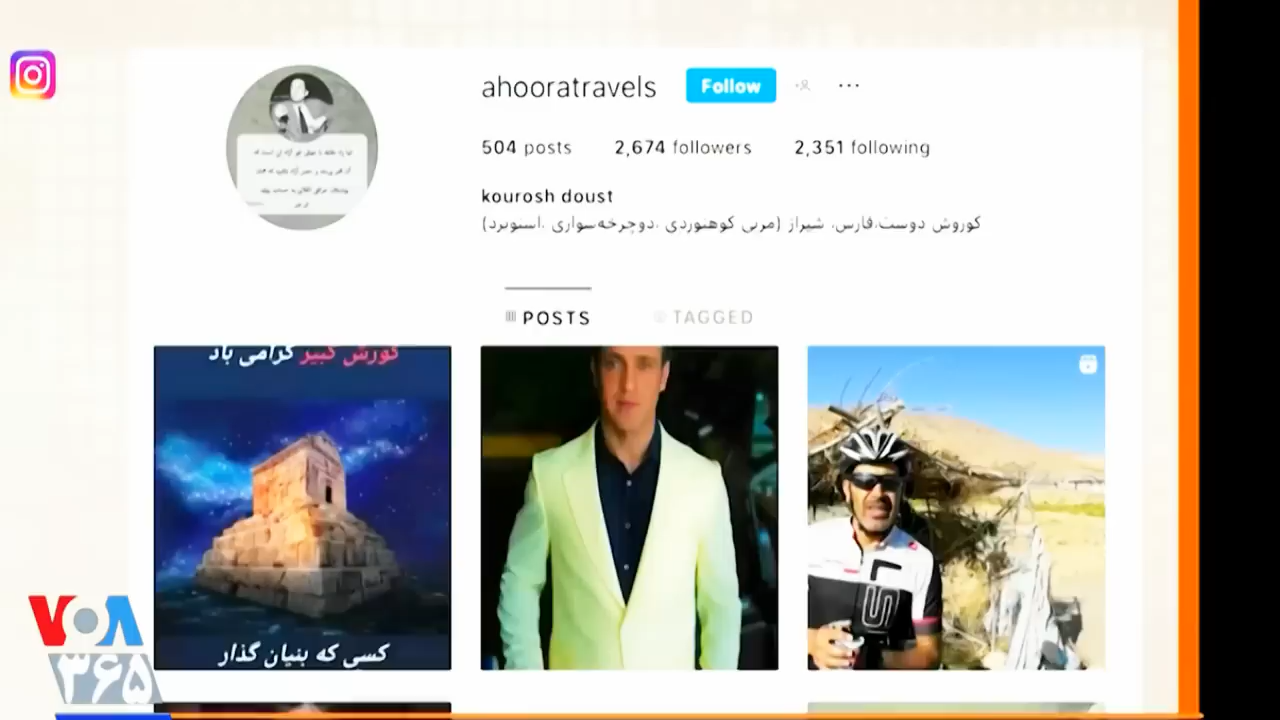 ahooratravels Follow
504 posts 2,674 followers 2,351 following
kourosh doust
کوروش دوست،فارس، شیراز (مربی کوهنوردی ،دوچرخه‌سواری ،اسنوبرد)
POSTS TAGGED
کورش کبیر گرامی باد
کسی که بنیان گذار
VOA
۳۶۵